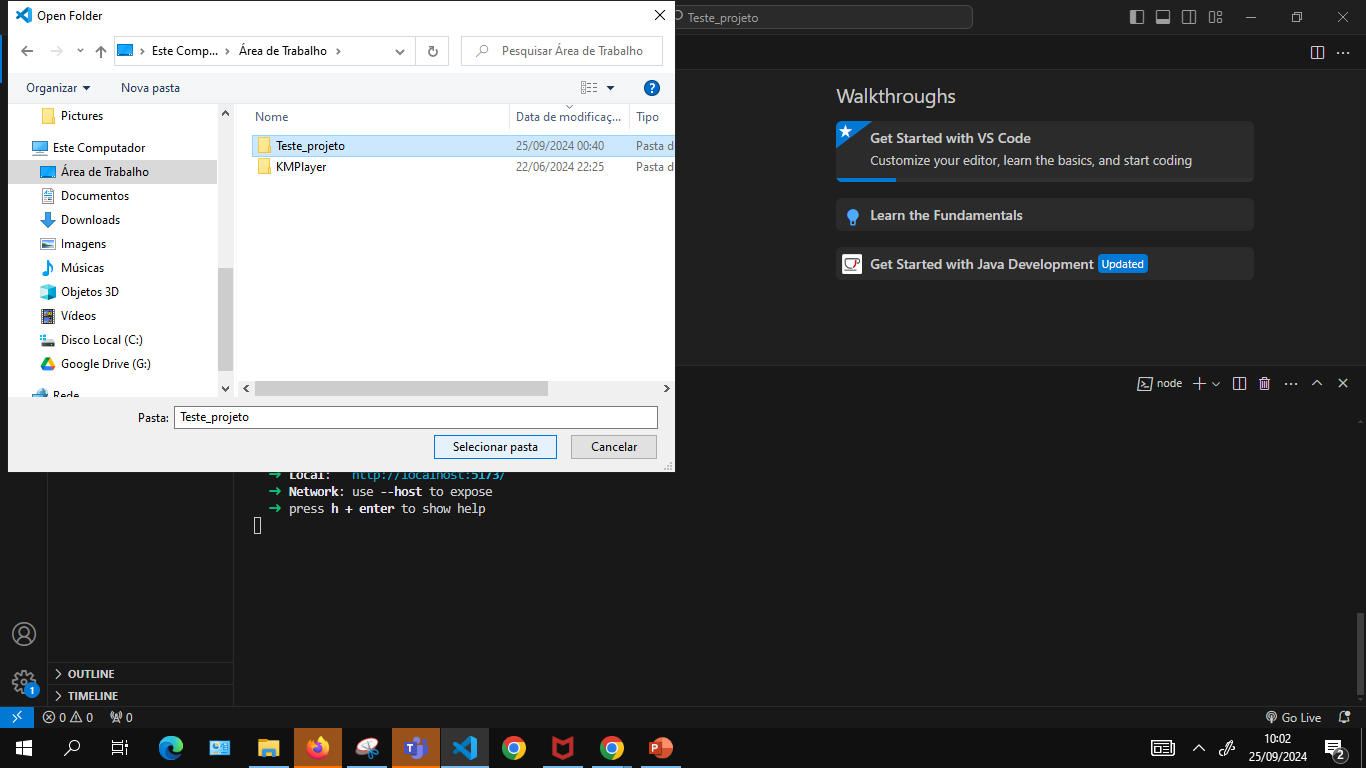 Open Folder
Teste_projeto
Este Comp...
Área de Trabalho
Pesquisar Área de Trabalho
Organizar
Nova pasta
?
Pictures
Este Computador
Área de Trabalho
Documentos
Downloads
Imagens
Músicas
Objetos 3D
Vídeos
Disco Local (C:)
Google Drive (G:)
Rede
Nome
Data de modificaç...
Tipo
Teste_projeto
25/09/2024 00:40
Pasta d
KMPlayer
22/06/2024 22:25
Pasta d
Pasta:
Teste_projeto
Selecionar pasta
Cancelar
Walkthroughs
Get Started with VS Code
Customize your editor, learn the basics, and start coding
Learn the Fundamentals
Get Started with Java Development Updated
node
➜ Local: http://localhost:5173/
➜ Network: use --host to expose
➜ press h + enter to show help
1
OUTLINE
TIMELINE
0 0 0
Go Live
10:02
25/09/2024
2